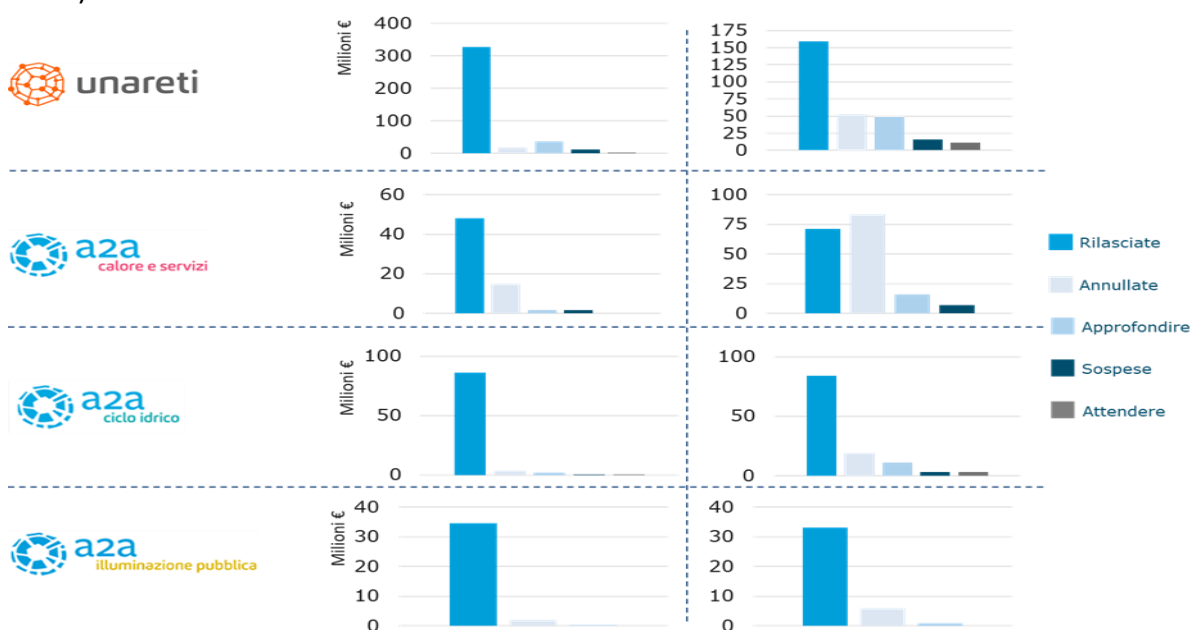 Milioni €
400
300
200
100
0
175
150
125
100
75
50
25
0
unareti
Milioni €
60
40
20
0
100
75
50
25
0
a2a
calore e servizi
Rilasciate
Annullate
Approfondire
Sospese
Attendere
Milioni €
100
50
0
100
50
0
a2a
ciclo idrico
Milioni €
40
30
20
10
0
40
30
20
10
0
a2a
illuminazione pubblica